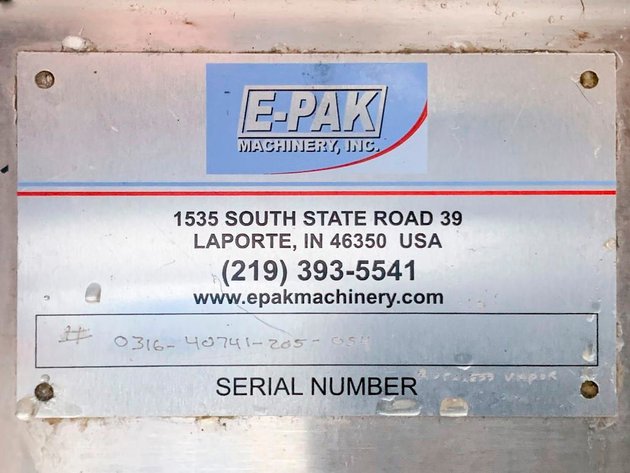 E-PAK
MACHINERY, INC.
1535 SOUTH STATE ROAD 39
LAPORTE, IN 46350 USA
(219) 393-5541
www.epakmachinery.com
# 0316-40741-205-
SERIAL NUMBER